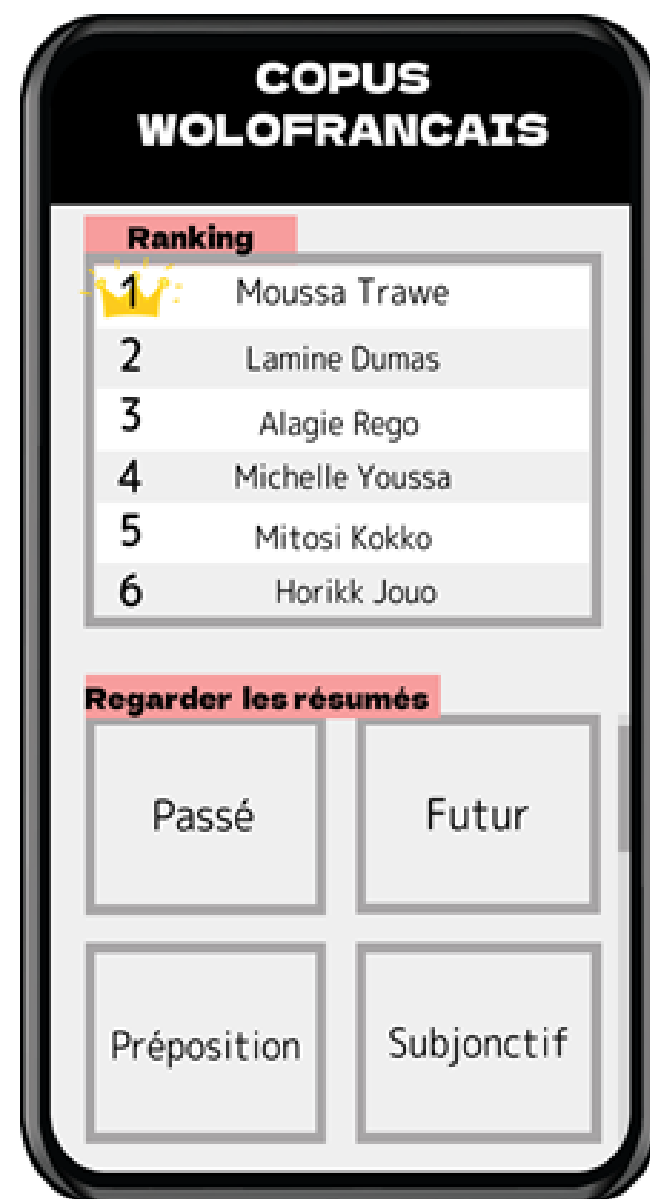 COPUS
WOLOFRANCAIS
Ranking
1 Moussa Trawe
2 Lamine Dumas
3 Alagie Rego
4 Michelle Youssa
5 Mitosi Kokko
6 Horikk Jouo
Regarder les résumés
Passé Futur
Préposition Subjonctif